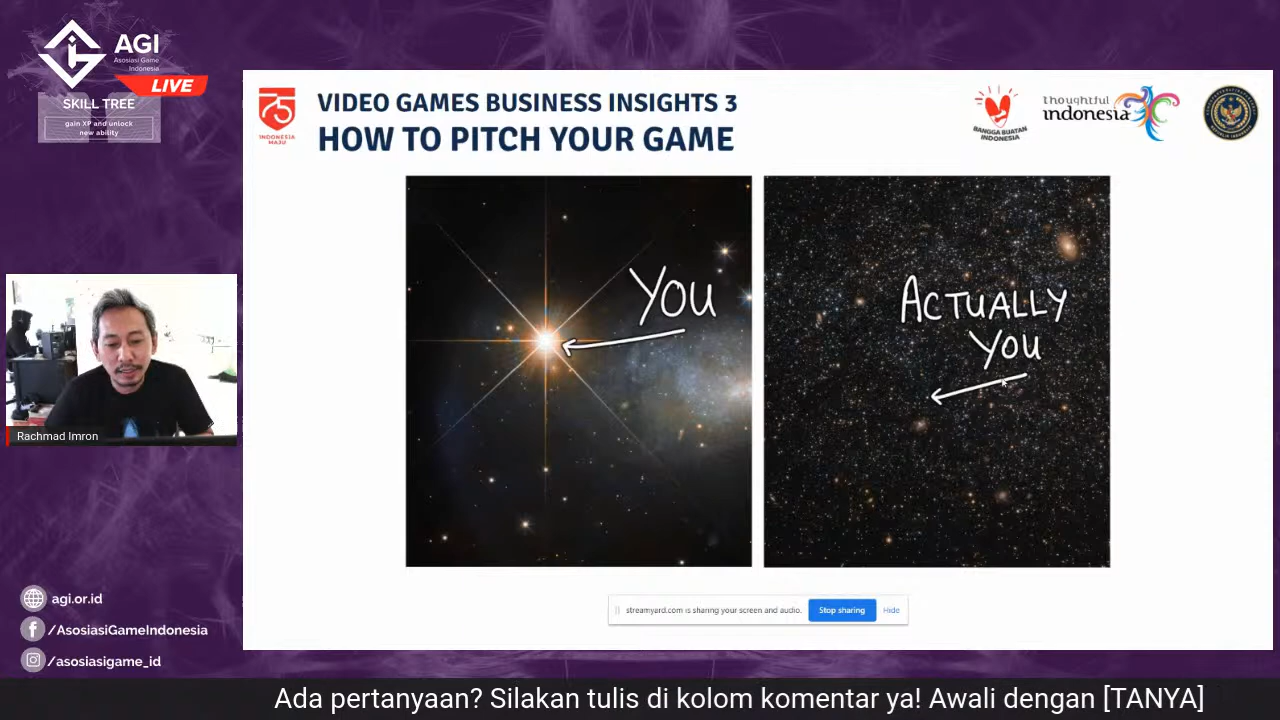 AGI
Asosiasi Game
Indonesia
LIVE
SKILL TREE
gain XP and unlock
new ability
75
INDONESIA
MAJU
VIDEO GAMES BUSINESS INSIGHTS 3
HOW TO PITCH YOUR GAME
BANGGA BUATAN
INDONESIA
thoughtful
indonesia
YOU
ACTUALLY
YOU
Rachmad Imron
streamyard.com is sharing your screen and audio.
Stop sharing
Hide
agi.or.id
/AsosiasiGameIndonesia
/asosiasigame_id
Ada pertanyaan? Silakan tulis di kolom komentar ya! Awali dengan [TANYA]